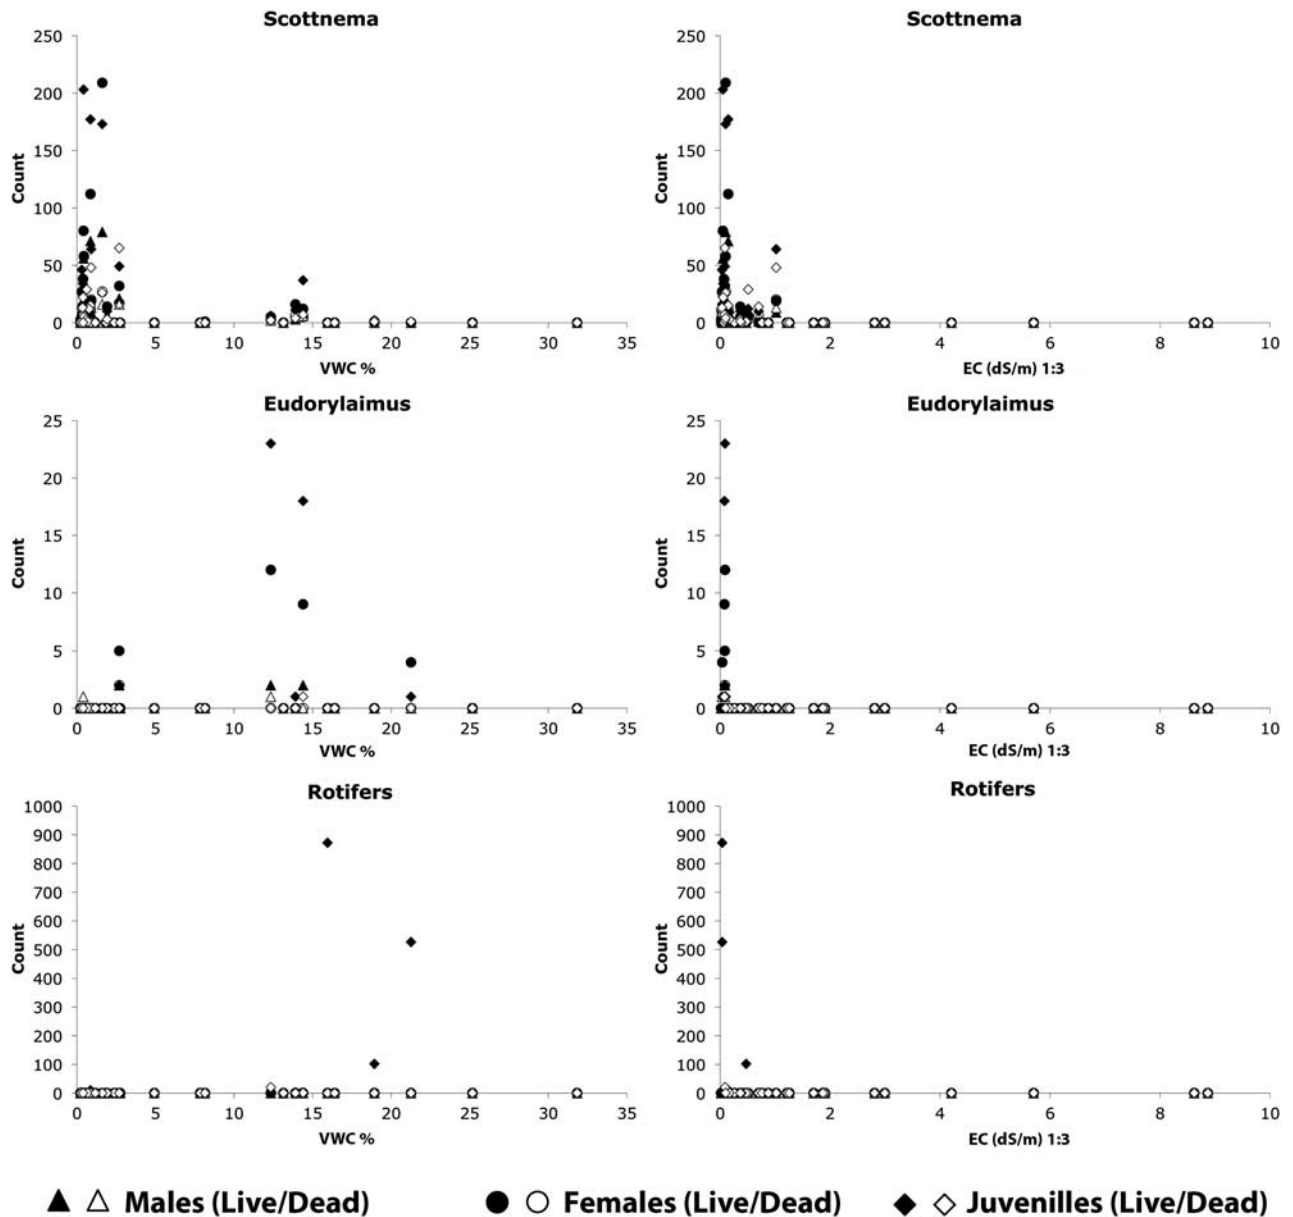 Scottnema
250
200
150
100
50
0
Count
0 5 10 15 20 25 30 35
VWC %
Scottnema
250
200
150
100
50
0
Count
0 2 4 6 8 10
EC (dS/m) 1:3
Eudorylaimus
25
20
15
10
5
0
Count
0 5 10 15 20 25 30 35
VWC %
Eudorylaimus
25
20
15
10
5
0
Count
0 2 4 6 8 10
EC (dS/m) 1:3
Rotifers
1000
900
800
700
600
500
400
300
200
100
0
Count
0 5 10 15 20 25 30 35
VWC %
Rotifers
1000
900
800
700
600
500
400
300
200
100
0
Count
0 2 4 6 8 10
EC (dS/m) 1:3
Males (Live/Dead) Females (Live/Dead) Juvenilles (Live/Dead)